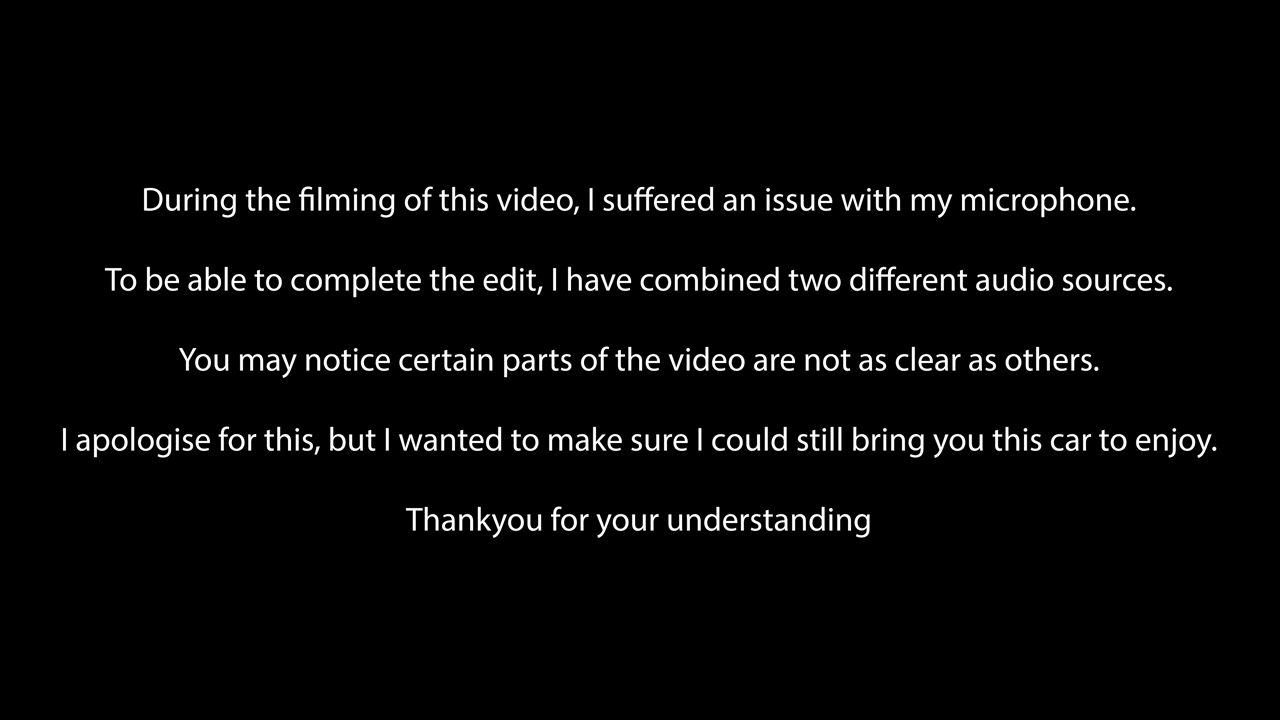 During the filming of this video, I suffered an issue with my microphone.
To be able to complete the edit, I have combined two different audio sources.
You may notice certain parts of the video are not as clear as others.
I apologise for this, but I wanted to make sure I could still bring you this car to enjoy.
Thankyou for your understanding